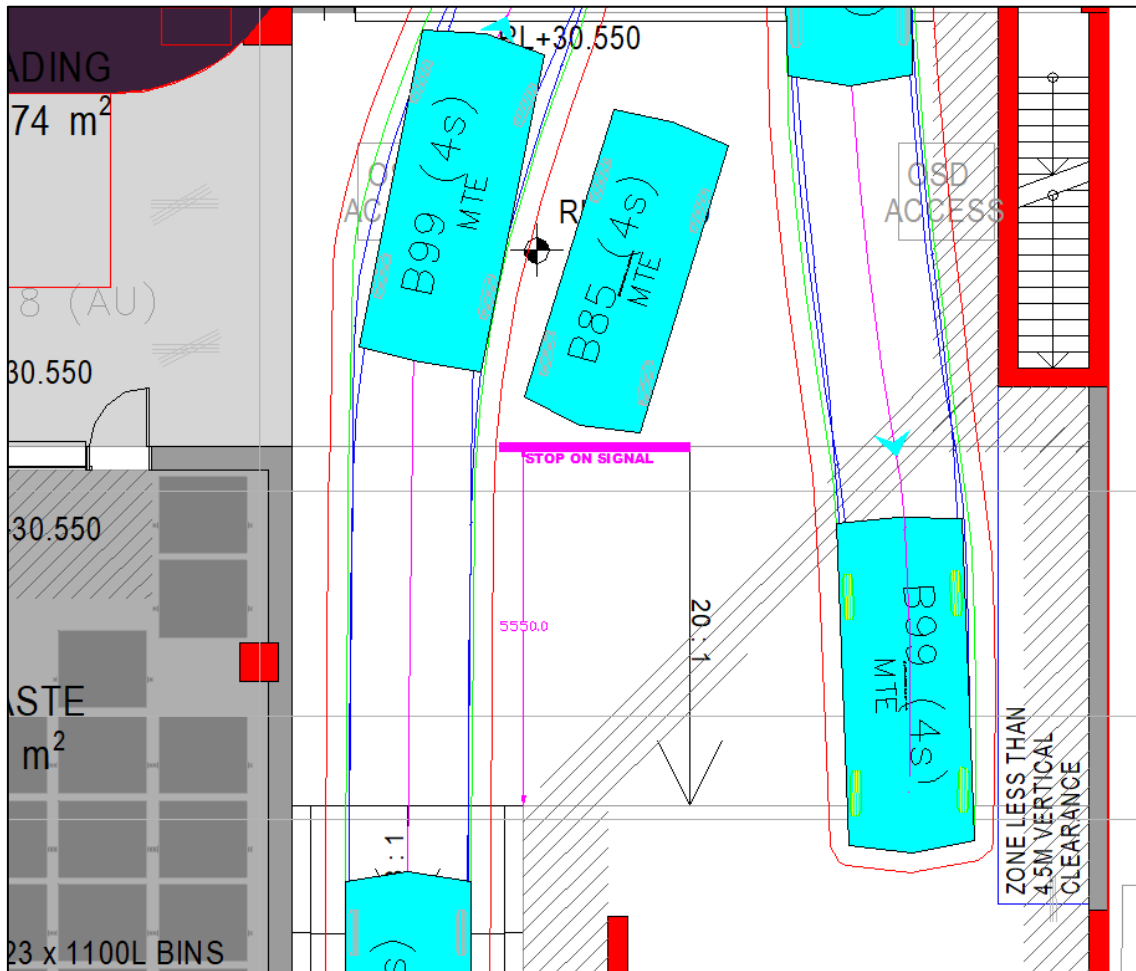 ADING
74 m²
RL+30.550
B99 (4s)
MTE
B85 (4s)
MTE
OSD
ACCESS
8 (AU)
30.550
STOP ON SIGNAL
-30.550
5550.0
20 : 1
B99 (4s)
MTE
ASTE
m²
ZONE LESS THAN
4.5M VERTICAL
CLEARANCE
: 1
23 x 1100L BINS